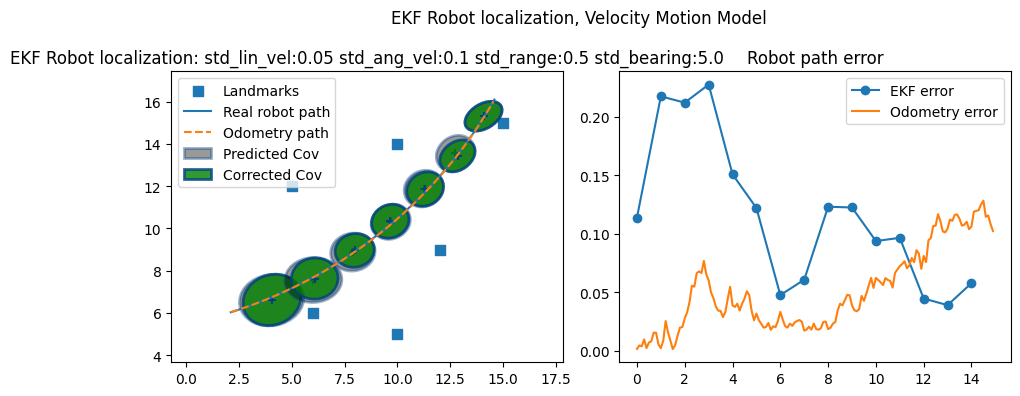 EKF Robot localization, Velocity Motion Model
EKF Robot localization: std_lin_vel:0.05 std_ang_vel:0.1 std_range:0.5 std_bearing:5.0
Landmarks
Real robot path
Odometry path
Predicted Cov
Corrected Cov
16
14
12
10
8
6
4
0.0 2.5 5.0 7.5 10.0 12.5 15.0 17.5
Robot path error
EKF error
Odometry error
0.20
0.15
0.10
0.05
0.00
0 2 4 6 8 10 12 14